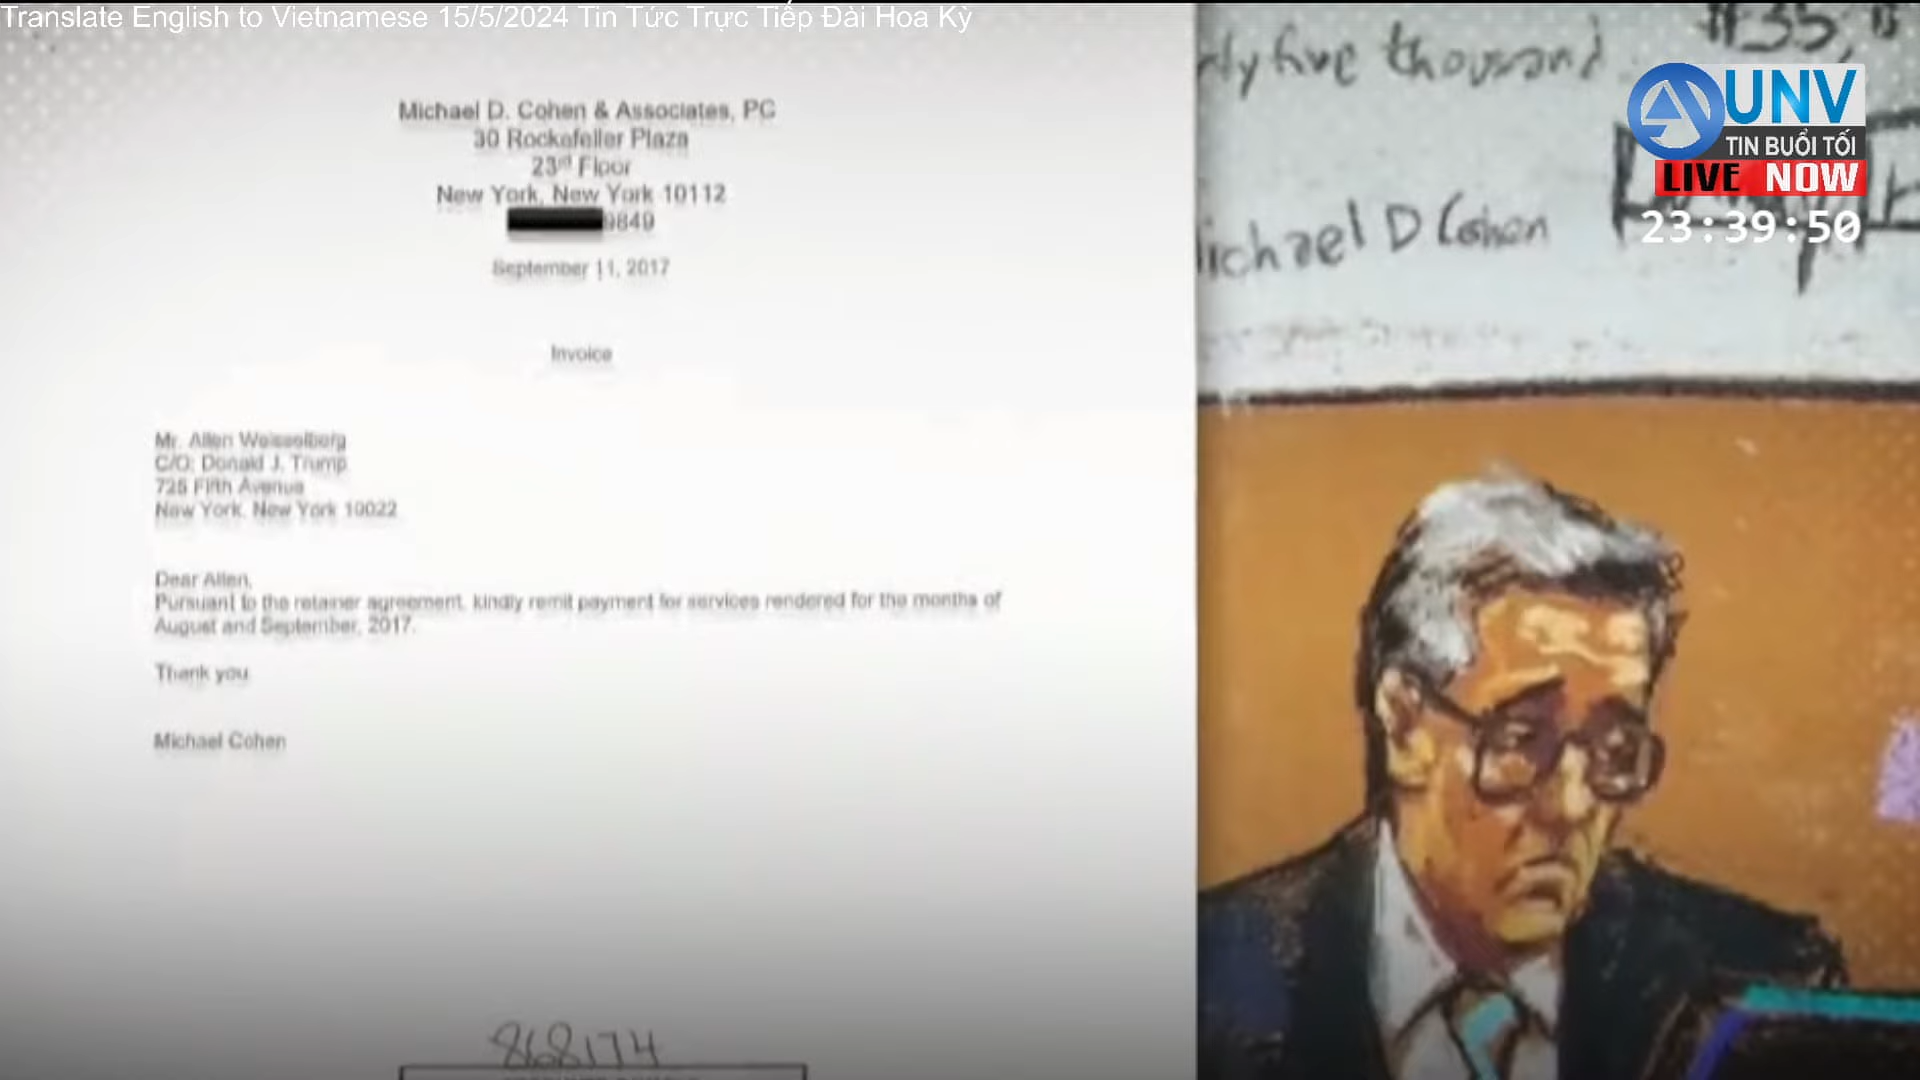 Translate English to Vietnamese 15/5/2024 Tin Tức Trực Tiếp Đài Hoa Kỳ
Michael D. Cohen & Associates, PC
30 Rockefeller Plaza
23rd Floor
New York, New York 10112
9849
September 11, 2017
Invoice
Mr. Allen Weisselberg
C/O: Donald J. Trump
725 Fifth Avenue
New York, New York 10022
Dear Allen,
Pursuant to the retainer agreement, kindly remit payment for services rendered for the months of
August and September, 2017.
Thank you
Michael Cohen
868174
five thousand
$35,
ichael D Cohen
UNV
TIN BUỔI TỐI
LIVE NOW
23:39:50